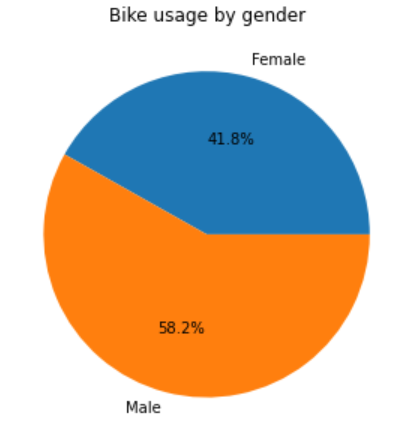 Bike usage by gender
Female
41.8%
58.2%
Male